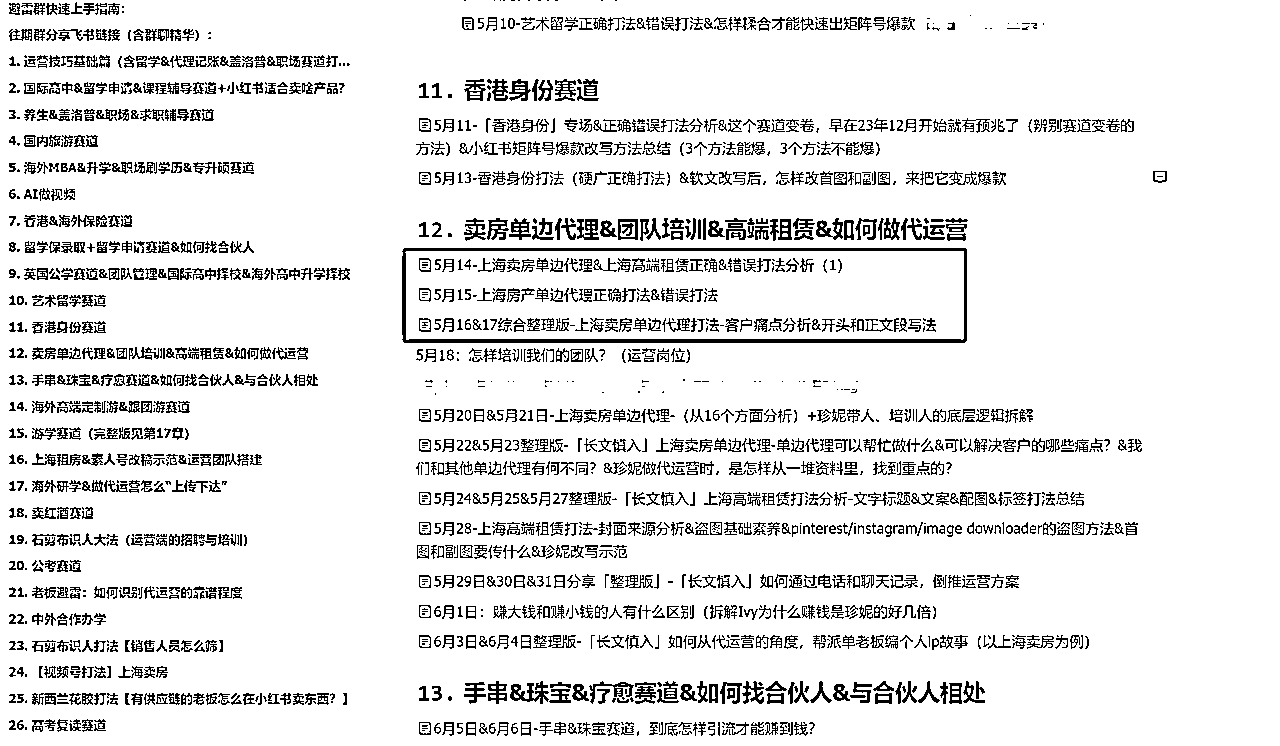 避雷群快速上手指南：
往期群分享飞书链接（含群聊精华）：
1. 运营技巧基础篇（含留学&代理记账&盖洛普&职场赛道打...
2. 国际高中&留学申请&课程辅导赛道+小红书适合卖啥产品？
3. 养生&盖洛普&职场&求职辅导赛道
4. 国内旅游赛道
5. 海外MBA&升学&职场刷学历&专升硕赛道
6. AI做视频
7. 香港&海外保险赛道
8. 留学保录取+留学申请赛道&如何找合伙人
9. 英国公学赛道&团队管理&国际高中择校&海外高中升学择校
10. 艺术留学赛道
11. 香港身份赛道
12. 卖房单边代理&团队培训&高端租赁&如何做代运营
13. 手串&珠宝&疗愈赛道&如何找合伙人&与合伙人相处
14. 海外高端定制游&跟团游赛道
15. 游学赛道（完整版见第17章）
16. 上海租房&素人号改稿示范&运营团队搭建
17. 海外研学&做代运营怎么“上传下达”
18. 卖红酒赛道
19. 石剪布识人大法（运营端的招聘与培训）
20. 公考赛道
21. 老板避雷：如何识别代运营的靠谱程度
22. 中外合作办学
23. 石剪布识人打法【销售人员怎么筛】
24. 【视频号打法】上海卖房
25. 新西兰花胶打法【有供应链的老板怎么在小红书卖东西？】
26. 高考复读赛道
5月10-艺术留学正确打法&错误打法&怎样揉合才能快速出矩阵号爆款
11. 香港身份赛道
5月11-「香港身份」专场&正确错误打法分析&这个赛道变卷，早在23年12月开始就有预兆了（辨别赛道变卷的
方法）&小红书矩阵号爆款改写方法总结（3个方法能爆，3个方法不能爆）
5月13-香港身份打法（硬广正确打法）&软文改写后，怎样改首图和副图，来把它变成爆款
12. 卖房单边代理&团队培训&高端租赁&如何做代运营
5月14-上海卖房单边代理&上海高端租赁正确&错误打法分析（1）
5月15-上海房产单边代理正确打法&错误打法
5月16&17综合整理版-上海卖房单边代理打法-客户痛点分析&开头和正文段写法
5月18：怎样培训我们的团队？（运营岗位）
5月20日&5月21日-上海卖房单边代理-（从16个方面分析）+珍妮带人、培训人的底层逻辑拆解
5月22&5月23整理版-「长文慎入」上海卖房单边代理-单边代理可以帮忙做什么&可以解决客户的哪些痛点？&我
们和其他单边代理有何不同？&珍妮做代运营时，是怎样从一堆资料里，找到重点的？
5月24&5月25&5月27整理版-「长文慎入」上海高端租赁打法分析-文字标题&文案&配图&标签打法总结
5月28-上海高端租赁打法-封面来源分析&盗图基础素养&pinterest/instagram/image downloader的盗图方法&首
图和副图要传什么&珍妮改写示范
5月29日&30日&31日分享「整理版」-「长文慎入」如何通过电话和聊天记录，倒推运营方案
6月1日：赚大钱和赚小钱的人有什么区别（拆解Ivy为什么赚钱是珍妮的好几倍）
6月3日&6月4日整理版-「长文慎入」如何从代运营的角度，帮派单老板编个人ip故事（以上海卖房为例）
13. 手串&珠宝&疗愈赛道&如何找合伙人&与合伙人相处
6月5日&6月6日-手串&珠宝赛道，到底怎样引流才能赚到钱？